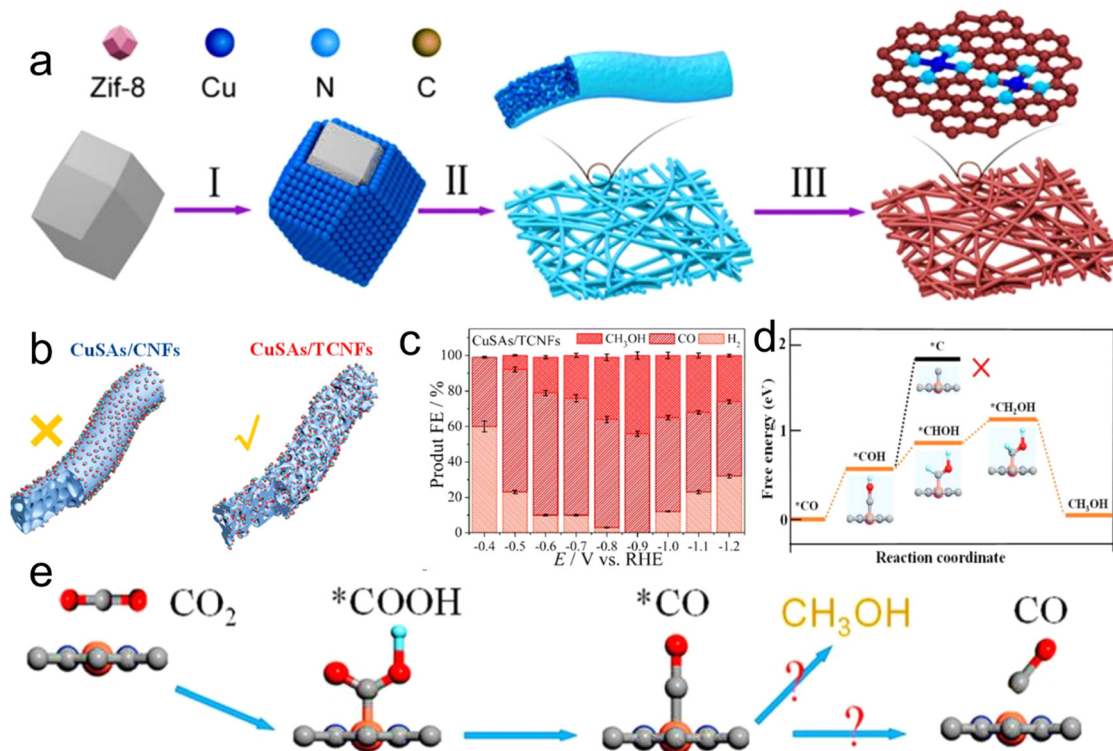 a
Zif-8 Cu N C
I II III
b
CuSAs/CNFs CuSAs/TCNFs
c
CuSAs/TCNFs CH₃OH CO H₂
Produt FE / %
100
80
60
40
20
0
-0.4 -0.5 -0.6 -0.7 -0.8 -0.9 -1.0 -1.1 -1.2
E / V vs. RHE
d
Free energy (eV)
2
1
0
*C
*CH₂OH
*CHOH
*COH
*CO
CH₃OH
Reaction coordinate
e
CO₂ *COOH *CO CH₃OH CO
? ?